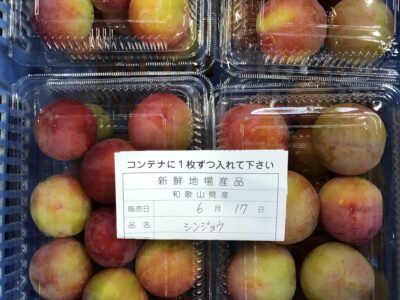 コンテナに1枚ずつ入れて下さい
新鮮地場産品
和歌山県産
販売日 6月17日
品名 シンジョウ